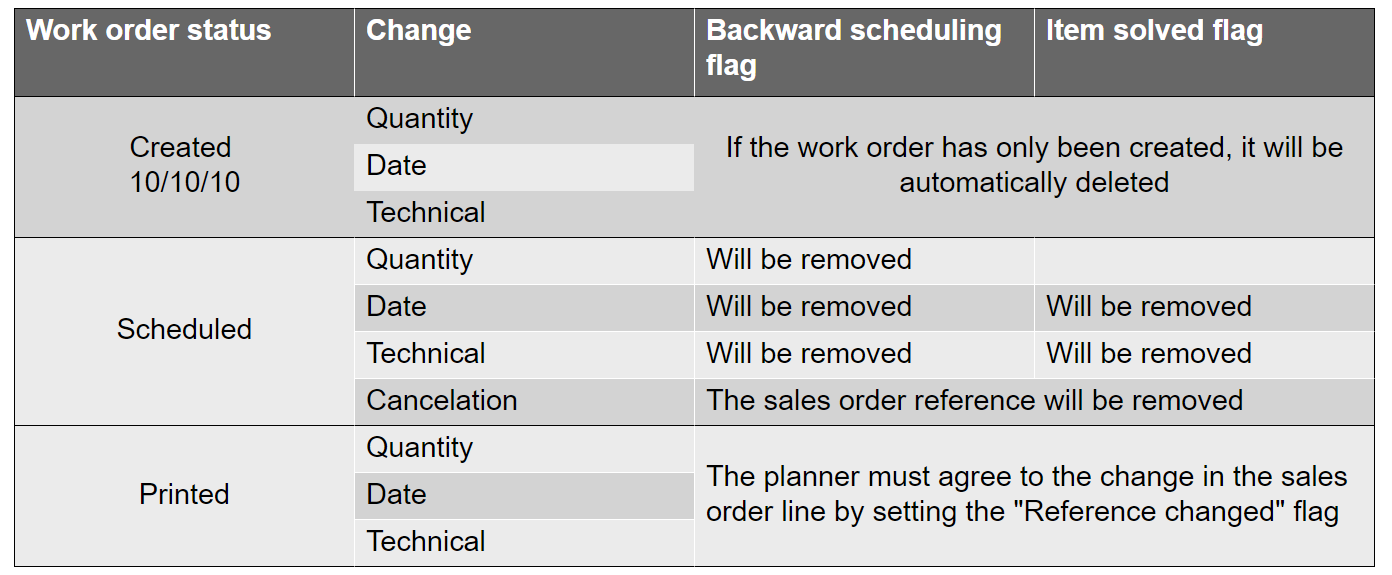 Work order status
Change
Backward scheduling
flag
Item solved flag
Created
10/10/10
Quantity
Date
Technical
If the work order has only been created, it will be
automatically deleted
Scheduled
Quantity
Will be removed
Date
Will be removed
Will be removed
Technical
Will be removed
Will be removed
Cancelation
The sales order reference will be removed
Printed
Quantity
Date
Technical
The planner must agree to the change in the sales
order line by setting the "Reference changed" flag